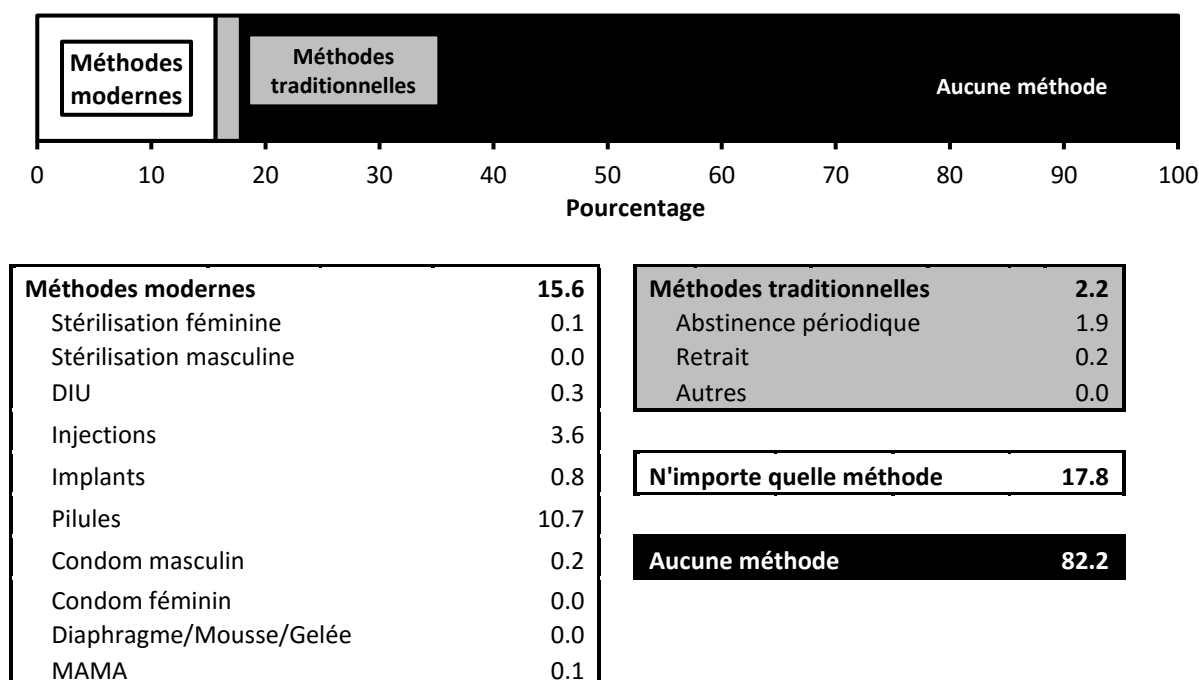 Méthodes
modernes
Méthodes
traditionnelles
Aucune méthode
0 10 20 30 40 50 60 70 80 90 100
Pourcentage
Méthodes modernes 15.6
Stérilisation féminine 0.1
Stérilisation masculine 0.0
DIU 0.3
Injections 3.6
Implants 0.8
Pilules 10.7
Condom masculin 0.2
Condom féminin 0.0
Diaphragme/Mousse/Gelée 0.0
MAMA 0.1
Méthodes traditionnelles 2.2
Abstinence périodique 1.9
Retrait 0.2
Autres 0.0
N'importe quelle méthode 17.8
Aucune méthode 82.2